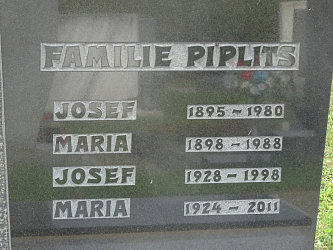 FAMILIE PIPLITS
JOSEF 1895 - 1980
MARIA 1898 - 1988
JOSEF 1928 - 1998
MARIA 1924 - 2011